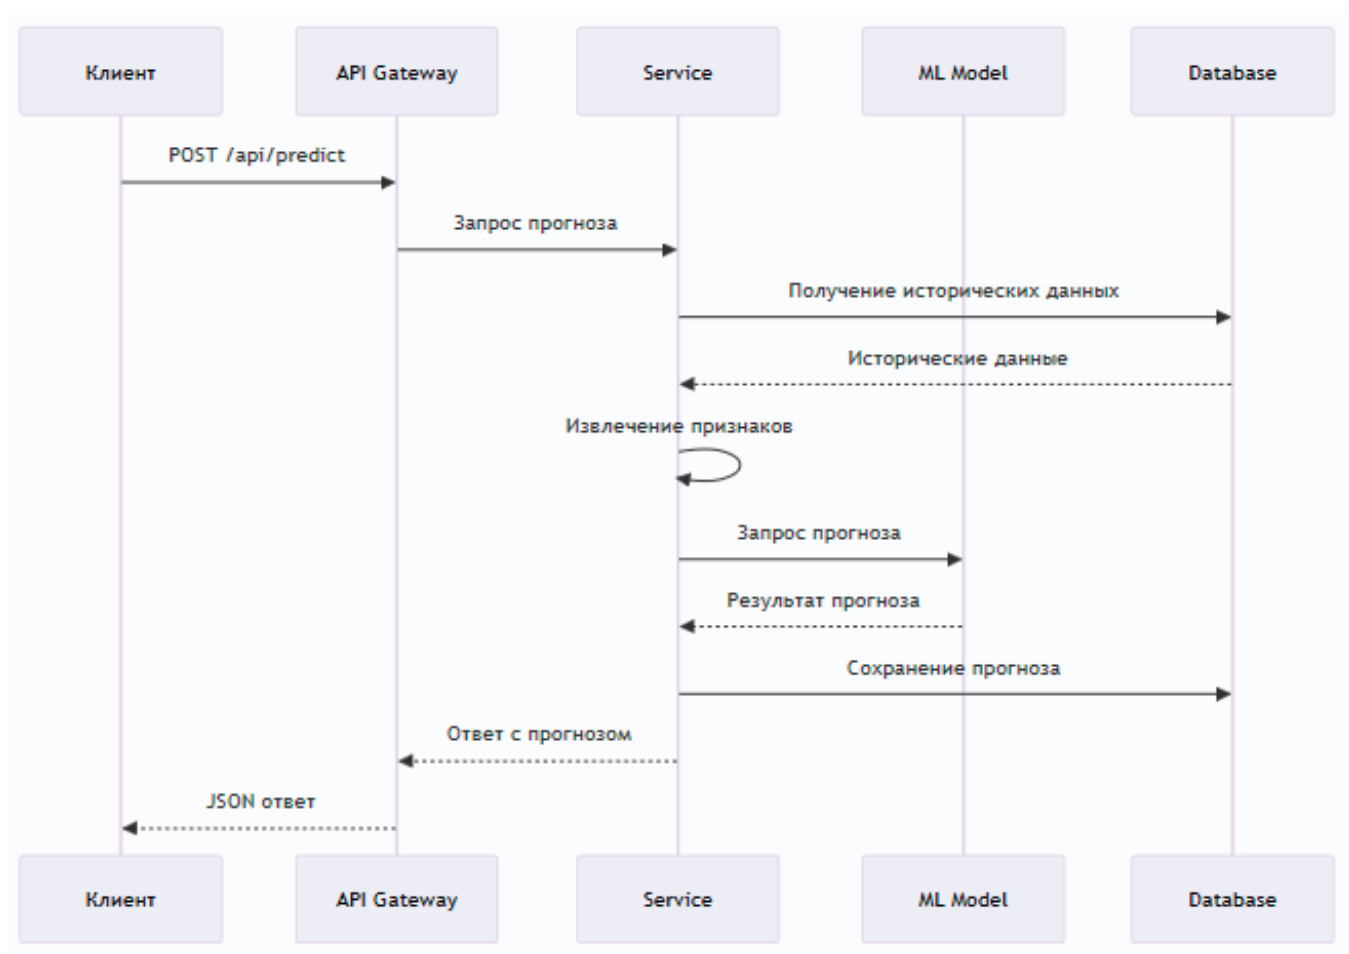 Клиент
API Gateway
Service
ML Model
Database
POST /api/predict
Запрос прогноза
Получение исторических данных
Исторические данные
Извлечение признаков
Запрос прогноза
Результат прогноза
Сохранение прогноза
Ответ с прогнозом
JSON ответ
Клиент
API Gateway
Service
ML Model
Database